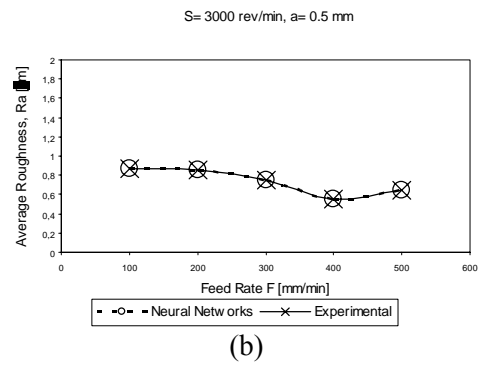 S= 3000 rev/min, a= 0.5 mm
Average Roughness, Ra [m]
2
1,8
1,6
1,4
1,2
1
0,8
0,6
0,4
0,2
0
0 100 200 300 400 500 600
Feed Rate F [mm/min]
Neural Netw orks Experimental
(b)